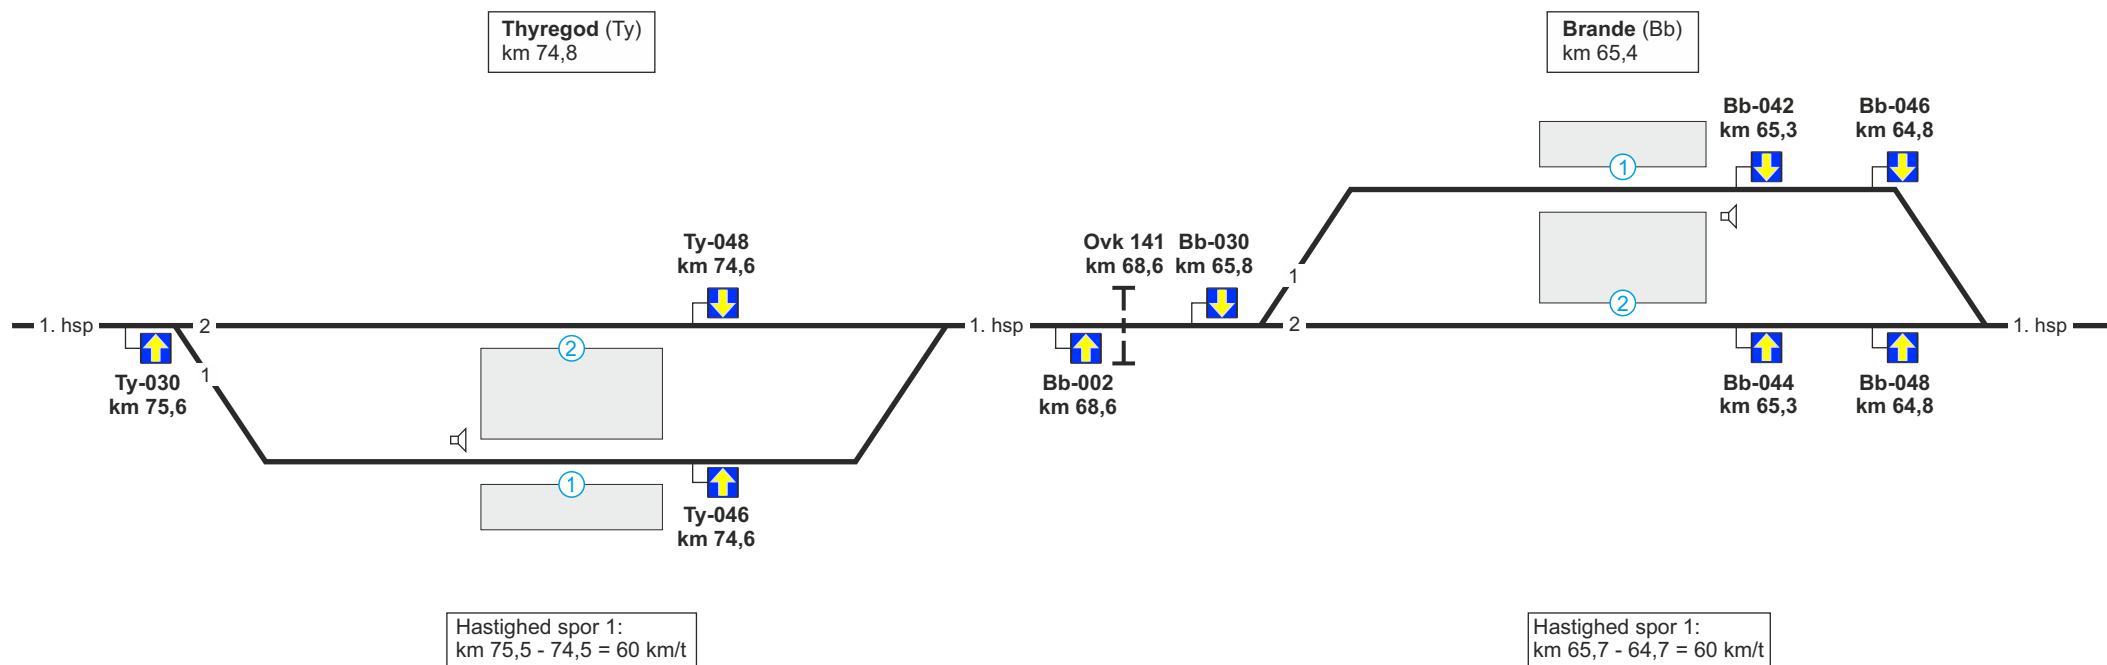 Thyregod (Ty)
km 74,8
Brande (Bb)
km 65,4
Bb-042
km 65,3
Bb-046
km 64,8
1
2
Ty-048
km 74,6
Ovk 141
km 68,6
Bb-030
km 65,8
1
1. hsp
2
1. hsp
2
1. hsp
2
1
Ty-030
km 75,6
Bb-002
km 68,6
Bb-044
km 65,3
Bb-048
km 64,8
1
Ty-046
km 74,6
Hastighed spor 1:
km 75,5 - 74,5 = 60 km/t
Hastighed spor 1:
km 65,7 - 64,7 = 60 km/t